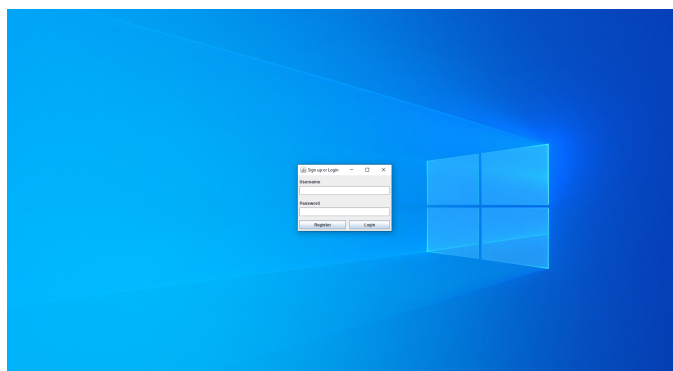 Sign up or Login
Username
Password
Register
Login